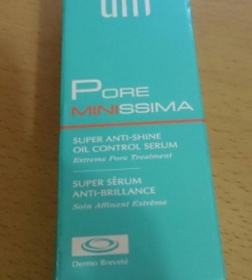 PORE
MINISSIMA
SUPER ANTI-SHINE
OIL CONTROL SERUM
Extreme Pore Treatment
SUPER SÉRUM
ANTI-BRILLANCE
Soin Affinant Extrême
Dermo Breveté